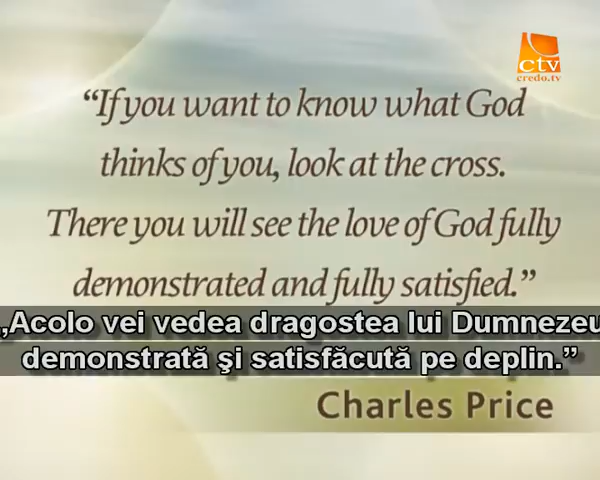 ctv
credo.tv
“If you want to know what God
thinks of you, look at the cross.
There you will see the love of God fully
demonstrated and fully satisfied.”
„Acolo vei vedea dragostea lui Dumnezeu
demonstrată şi satisfăcută pe deplin.”
Charles Price